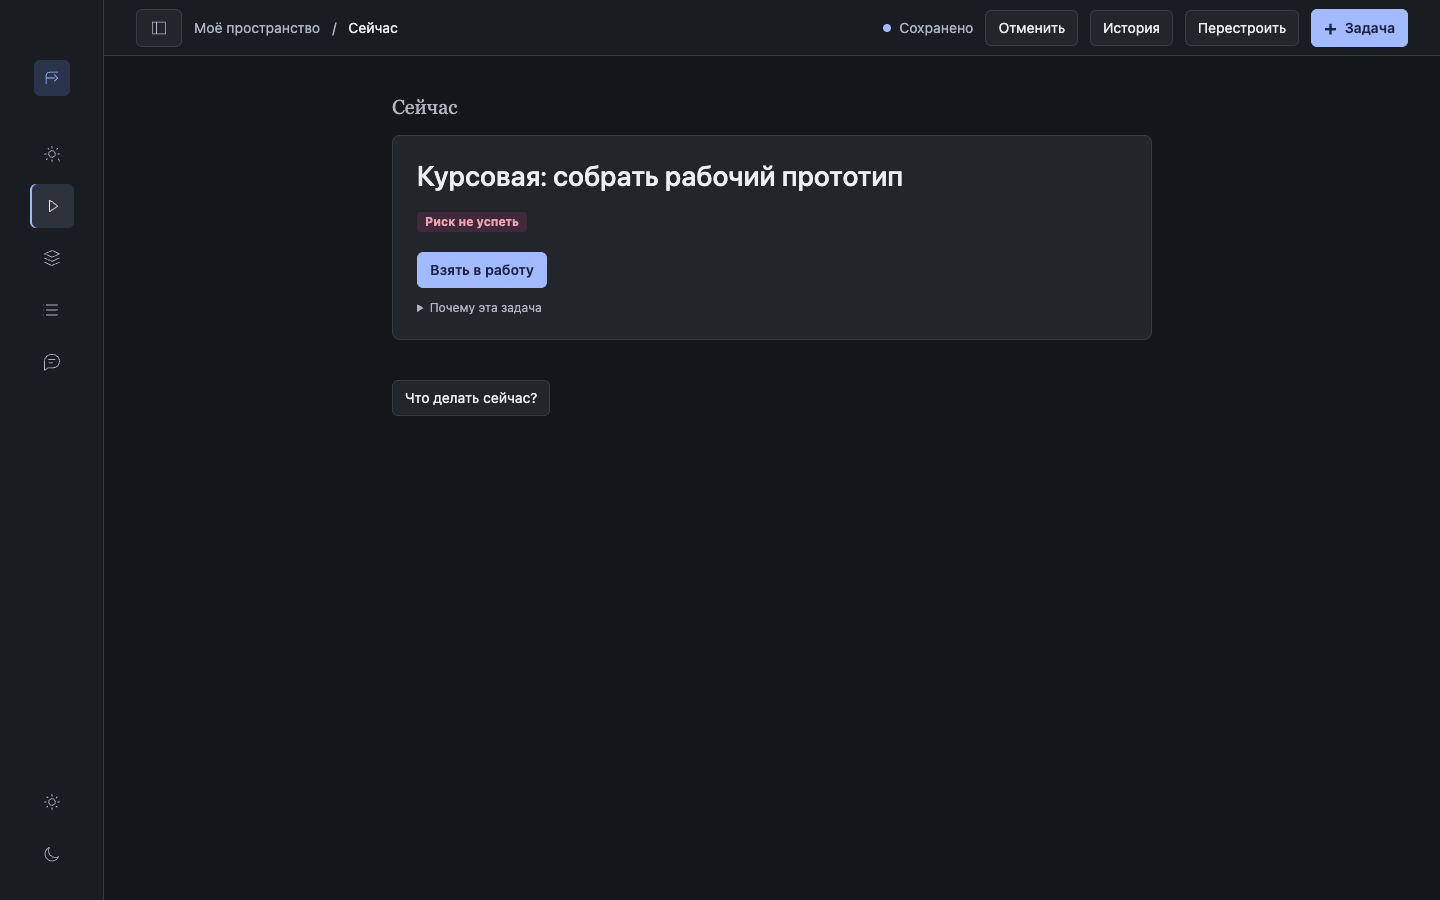 Моё пространство / Сейчас
Сохранено
Отменить
История
Перестроить
+ Задача
Сейчас
Курсовая: собрать рабочий прототип
Риск не успеть
Взять в работу
Почему эта задача
Что делать сейчас?